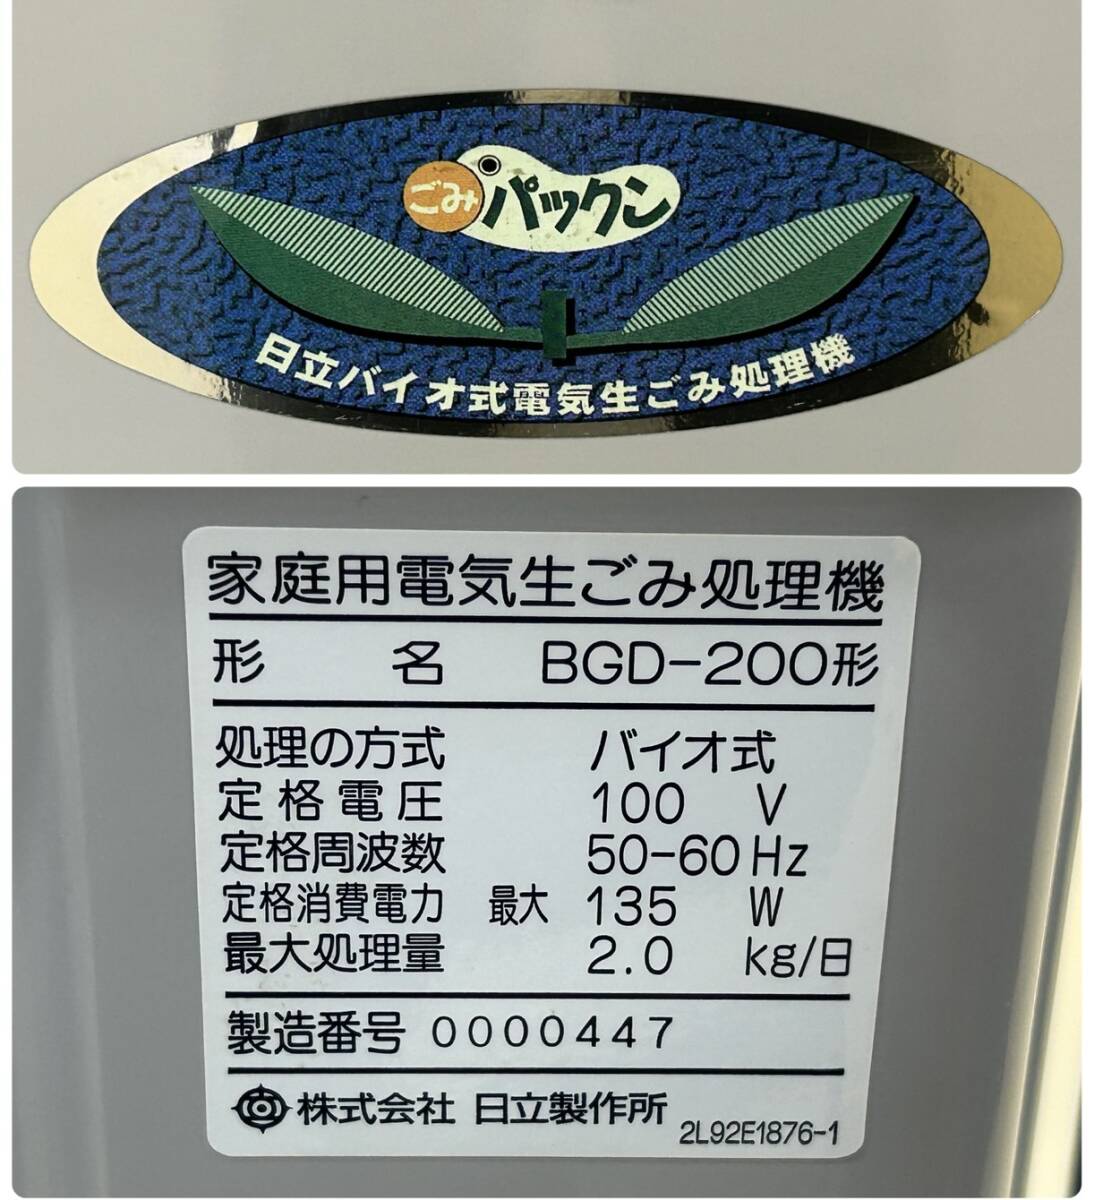 ごみパックン
日立バイオ式電気生ごみ処理機
家庭用電気生ごみ処理機
形名 BGD-200形
処理の方式 バイオ式
定格電圧 100 V
定格周波数 50-60Hz
定格消費電力 最大 135 W
最大処理量 2.0 kg/日
製造番号 0000447
株式会社 日立製作所
2L92E1876-1